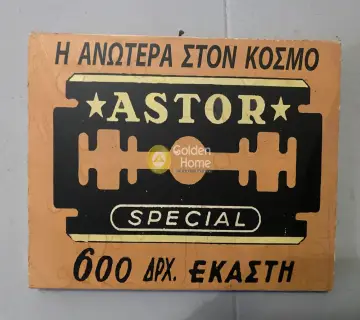 Η ΑΝΩΤΕΡΑ ΣΤΟΝ ΚΟΣΜΟ
★ASTOR★
Golden
Home
SPECIAL
600 ΔΡΧ. ΕΚΑΣΤΗ